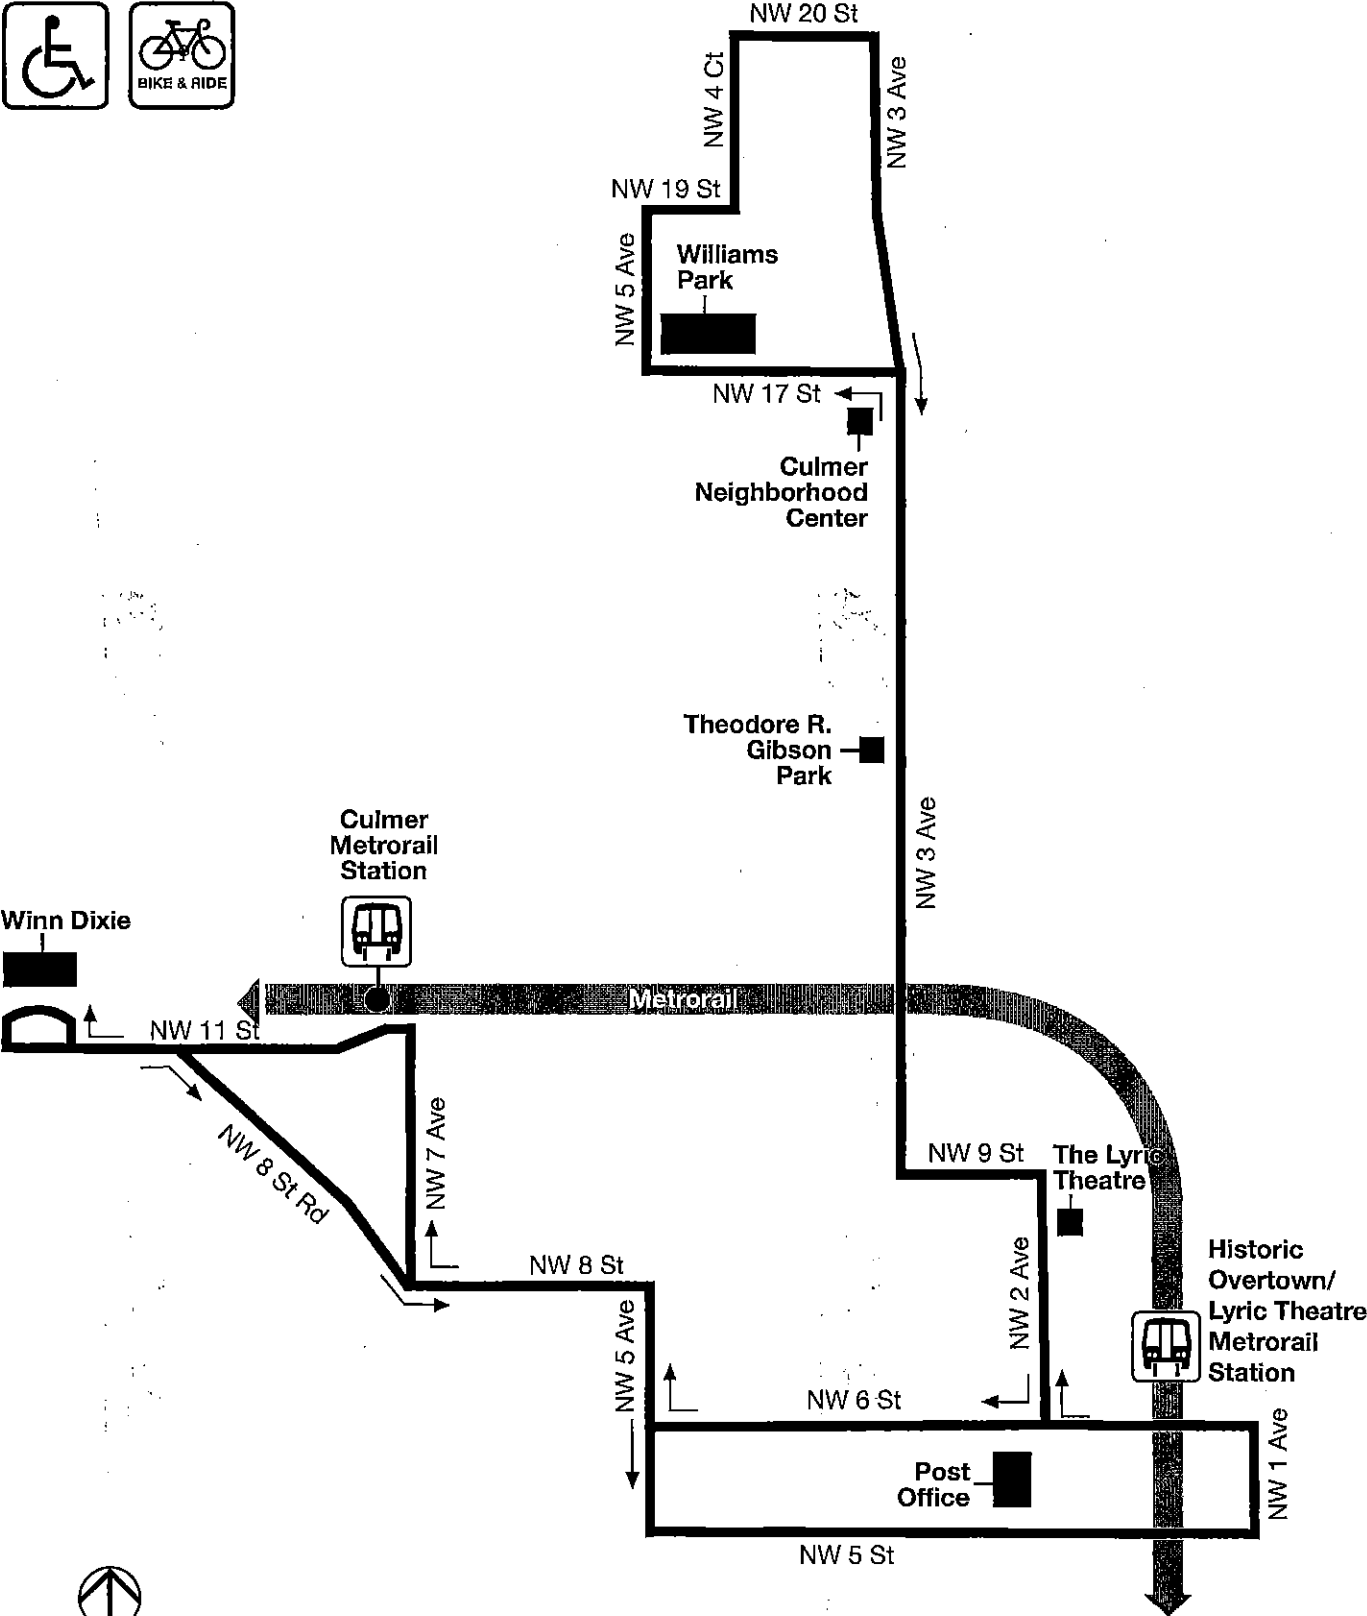 NW 20 St
BIKE & RIDE
NW 4 Ct
NW 3 Ave
NW 19 St
NW 5 Ave
Williams
Park
NW 17 St
Culmer
Neighborhood
Center
Theodore R.
Gibson
Park
NW 3 Ave
Culmer
Metrorail
Station
Winn Dixie
Metrorail
NW 11 St
NW 8 St Rd
NW 7 Ave
NW 9 St
The Lyric
Theatre
NW 8 St
NW 5 Ave
NW 2 Ave
Historic
Overtown/
Lyric Theatre
Metrorail
Station
NW 6 St
NW 1 Ave
Post
Office
NW 5 St